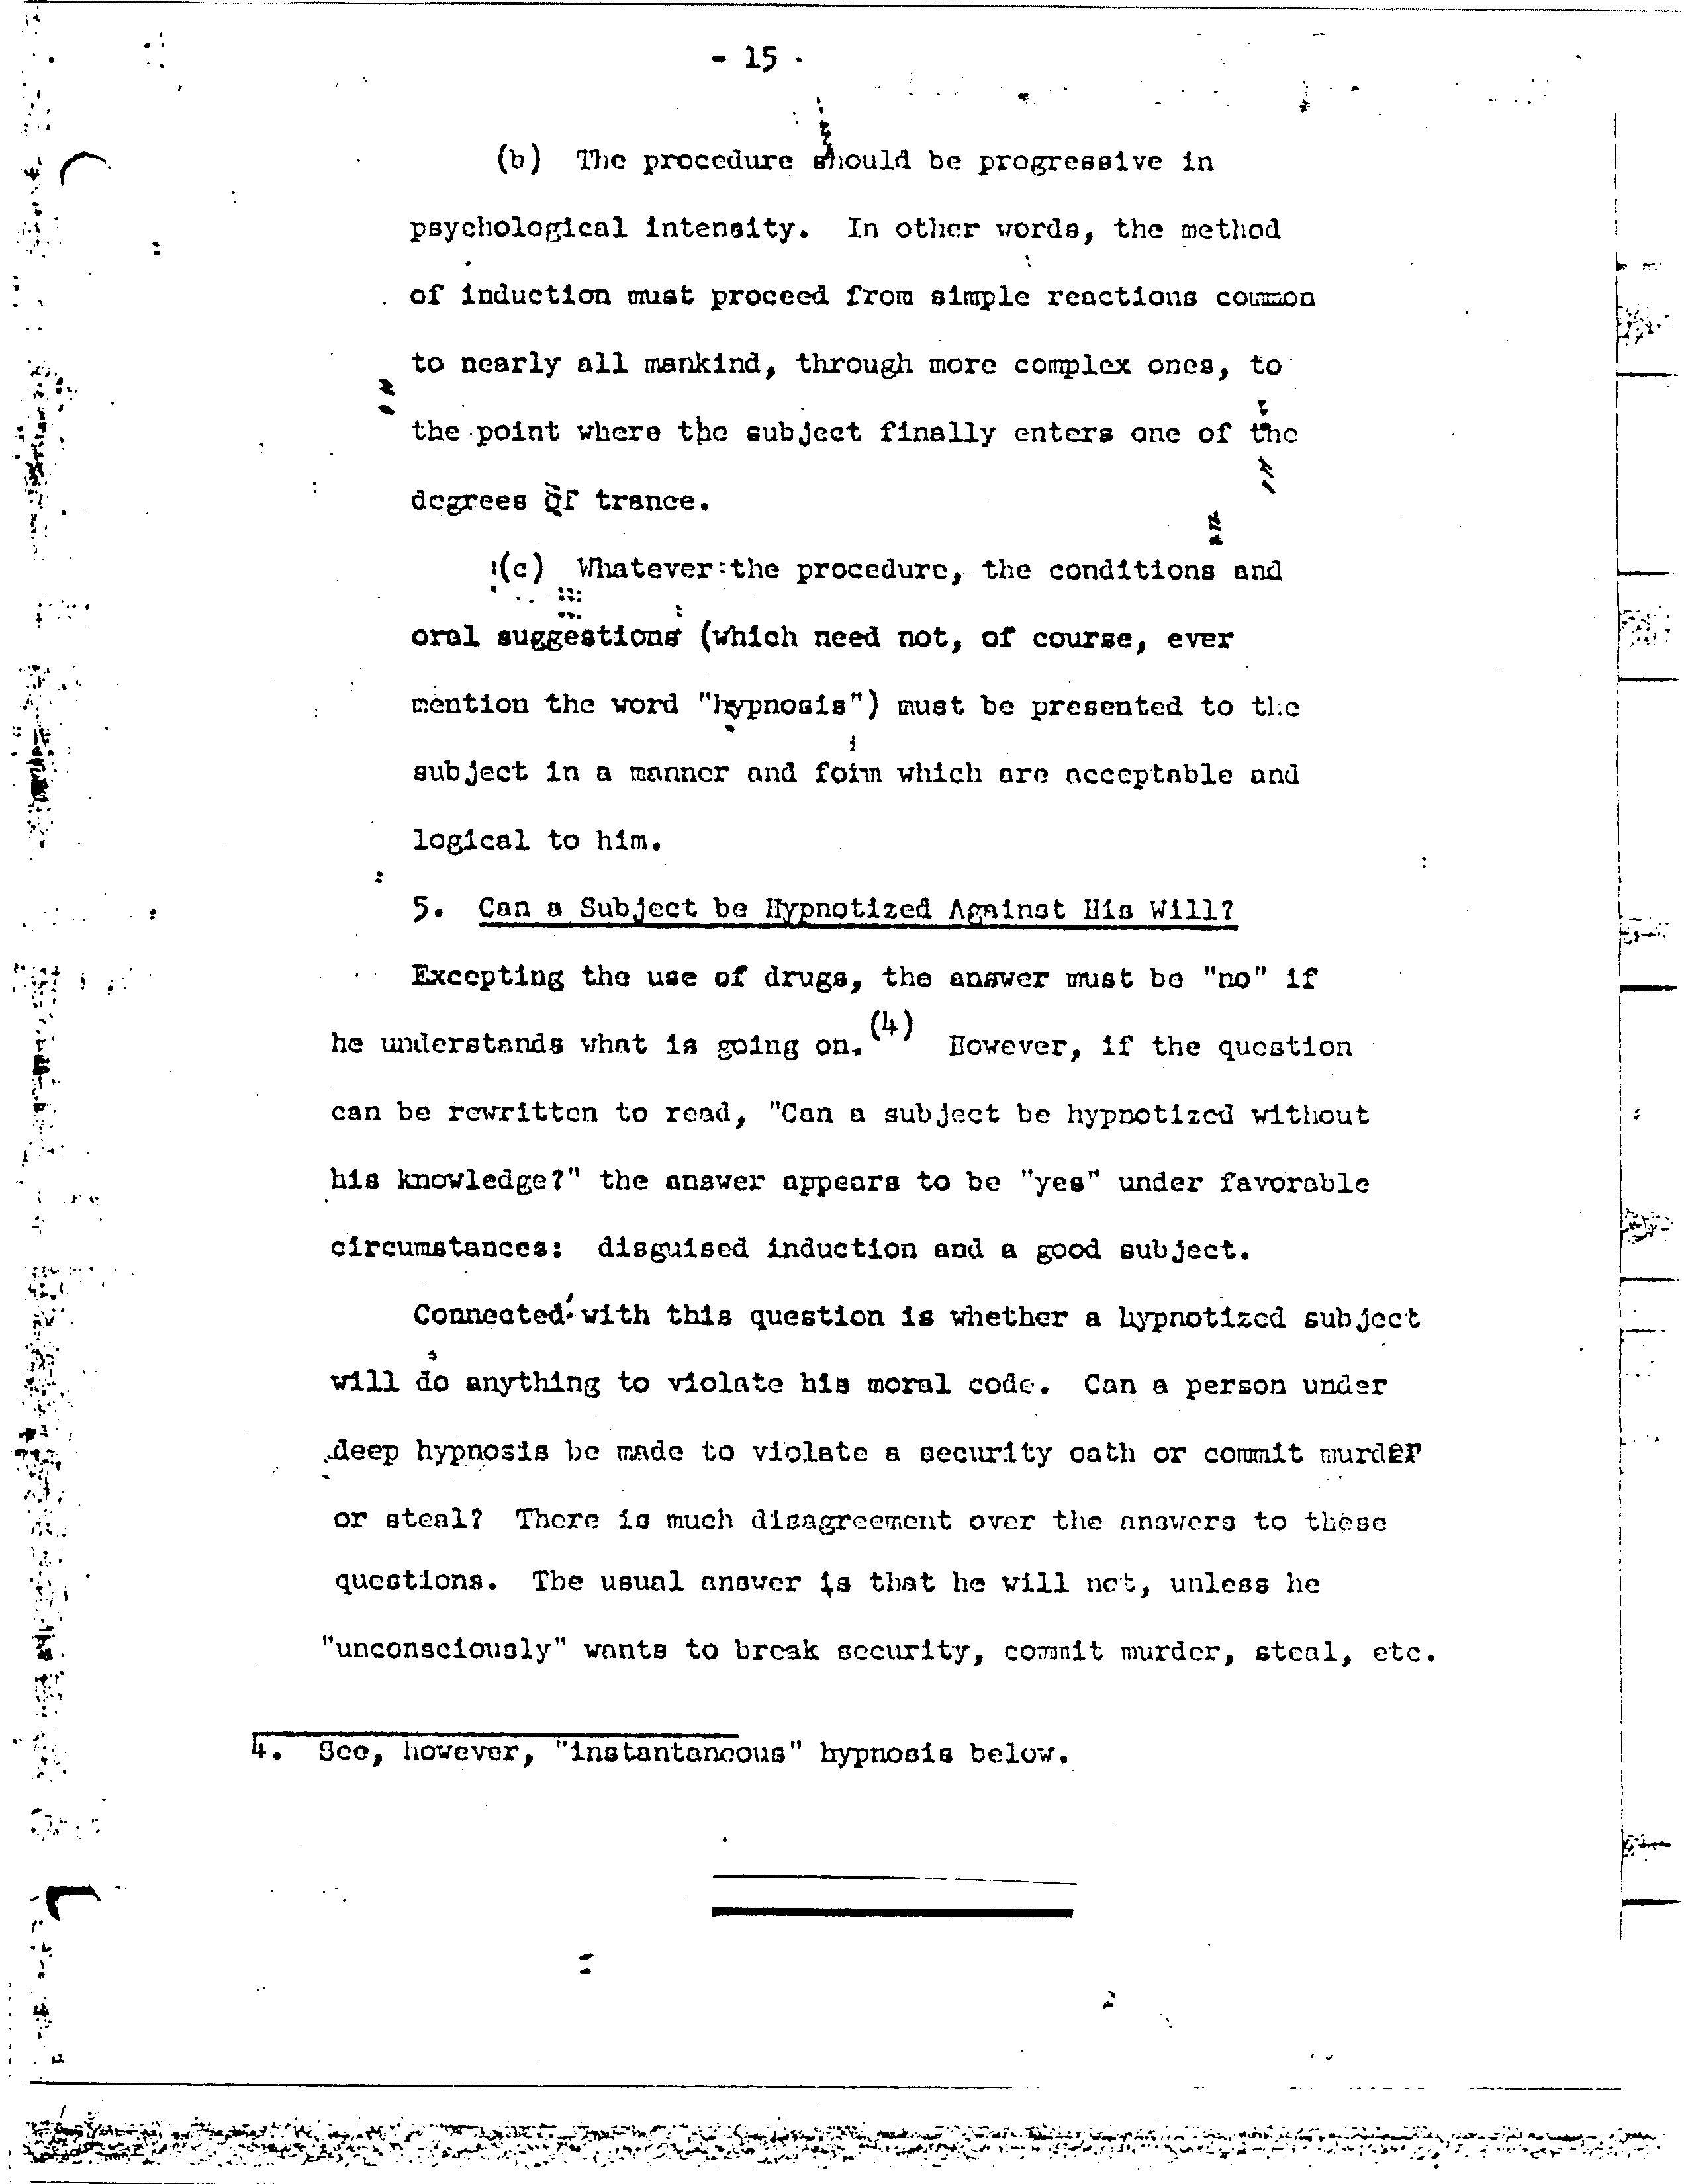 - 15 -
(b) The procedure should be progressive in
psychological intensity. In other words, the method
of induction must proceed from simple reactions common
to nearly all mankind, through more complex ones, to
the point where the subject finally enters one of the
degrees of trance.
(c) Whatever the procedure, the conditions and
oral suggestions (which need not, of course, ever
mention the word "hypnosis") must be presented to the
subject in a manner and form which are acceptable and
logical to him.
5. Can a Subject be Hypnotized Against His Will?
Excepting the use of drugs, the answer must be "no" if
he understands what is going on.(4) However, if the question
can be rewritten to read, "Can a subject be hypnotized without
his knowledge?" the answer appears to be "yes" under favorable
circumstances: disguised induction and a good subject.
Connected with this question is whether a hypnotized subject
will do anything to violate his moral code. Can a person under
deep hypnosis be made to violate a security oath or commit murder
or steal? There is much disagreement over the answers to these
questions. The usual answer is that he will not, unless he
"unconsciously" wants to break security, commit murder, steal, etc.
4. See, however, "instantaneous" hypnosis below.